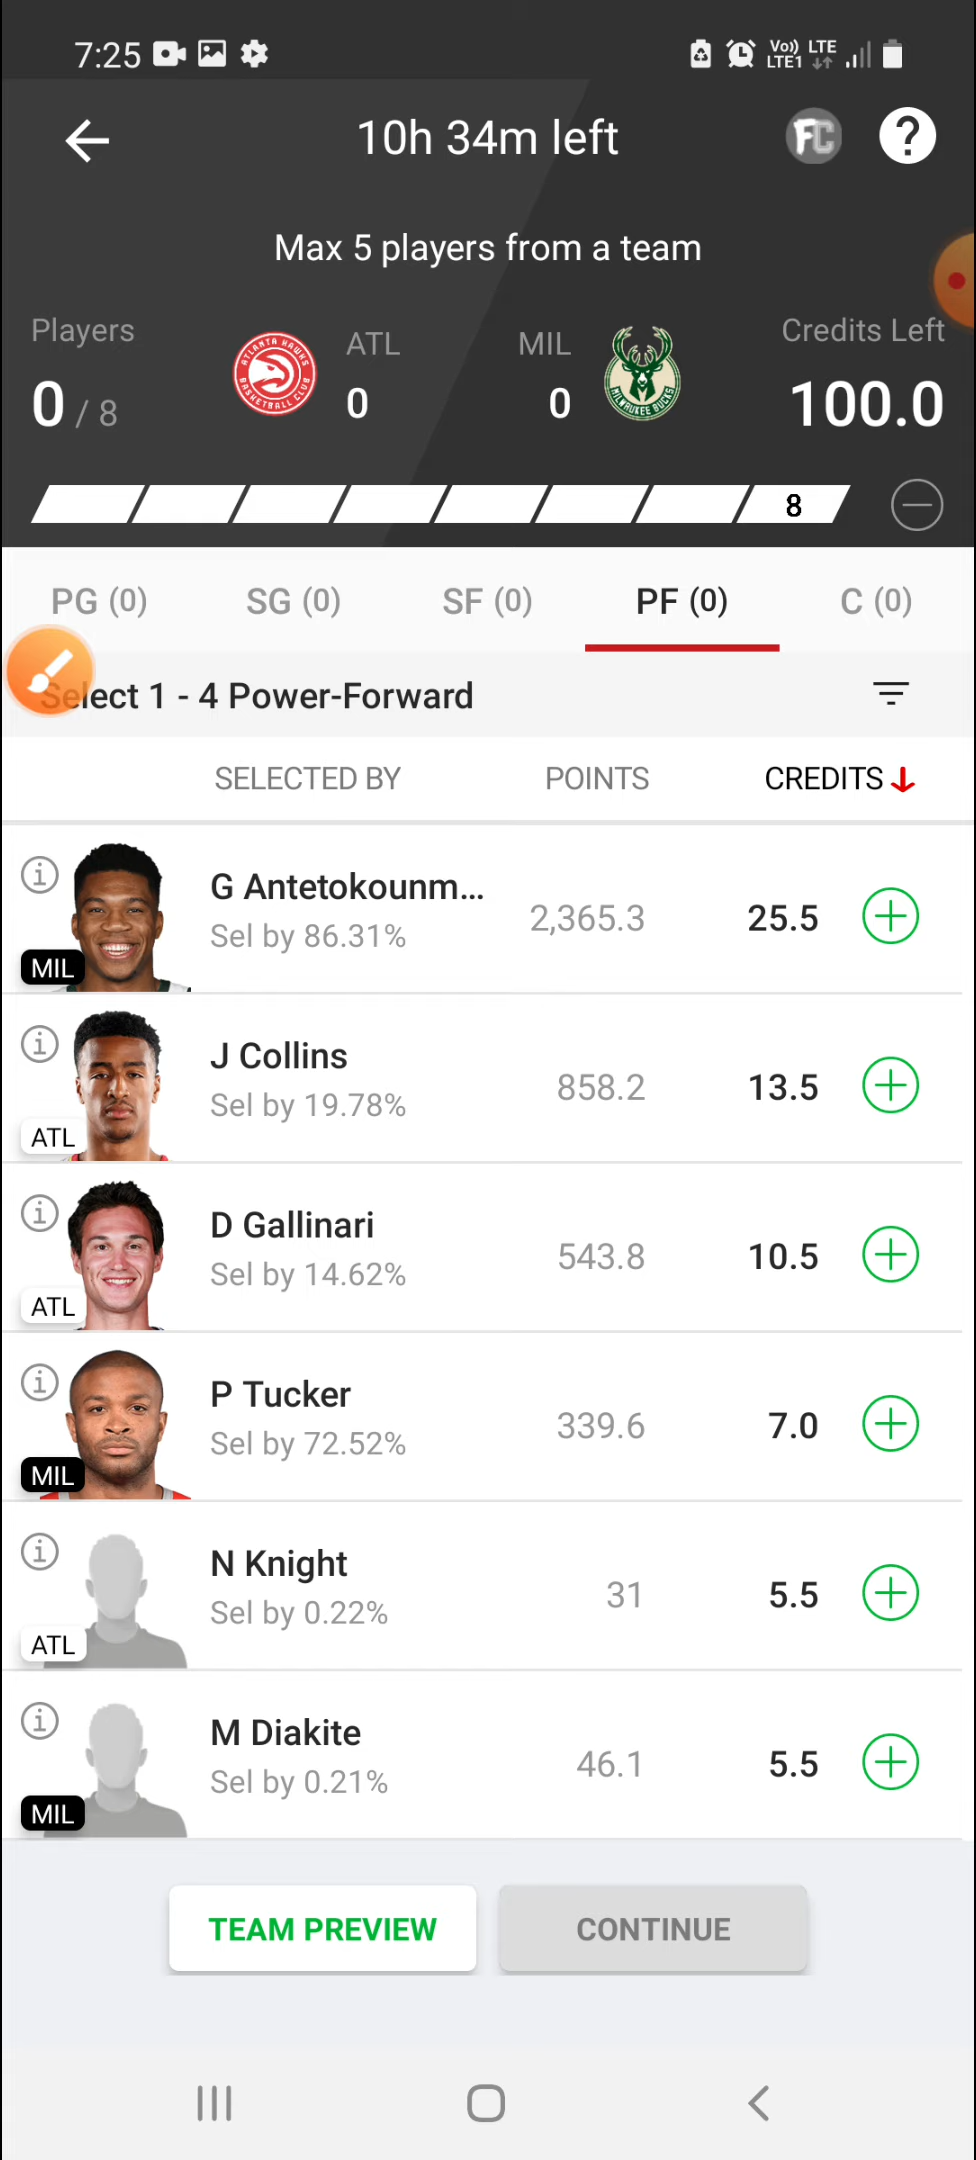 7:25 Vo)) LTE LTE1
10h 34m left FC ?
Max 5 players from a team
Players ATL MIL Credits Left
0 / 8 0 0 100.0
8
PG (0) SG (0) SF (0) PF (0) C (0)
Select 1 - 4 Power-Forward
SELECTED BY POINTS CREDITS
G Antetokounm... 2,365.3 25.5
Sel by 86.31%
MIL
J Collins 858.2 13.5
Sel by 19.78%
ATL
D Gallinari 543.8 10.5
Sel by 14.62%
ATL
P Tucker 339.6 7.0
Sel by 72.52%
MIL
N Knight 31 5.5
Sel by 0.22%
ATL
M Diakite 46.1 5.5
Sel by 0.21%
MIL
TEAM PREVIEW CONTINUE